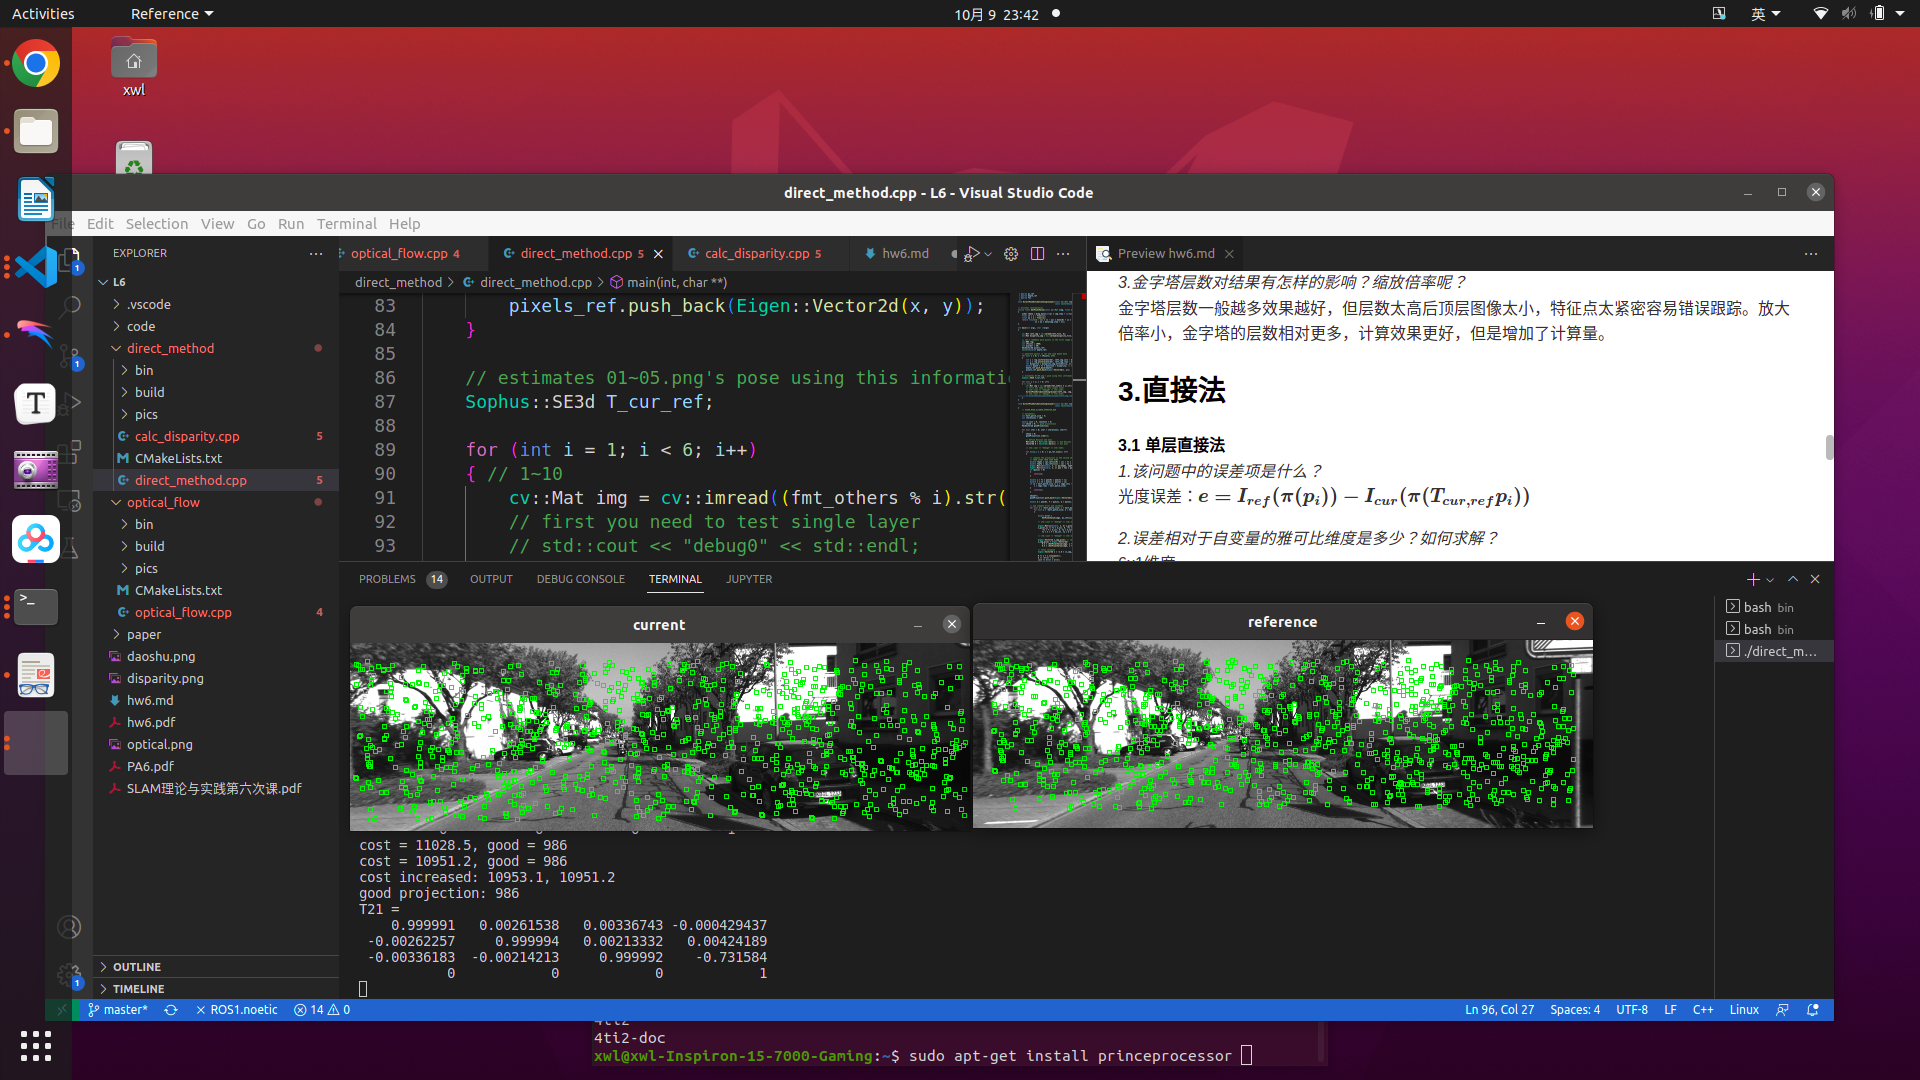 Activities
Reference
10月 9 23:42
英
xwl
direct_method.cpp - L6 - Visual Studio Code
File Edit Selection View Go Run Terminal Help
EXPLORER
L6
.vscode
code
direct_method
bin
build
pics
calc_disparity.cpp 5
CMakeLists.txt
direct_method.cpp 5
optical_flow
bin
build
pics
CMakeLists.txt
optical_flow.cpp 4
paper
daoshu.png
disparity.png
hw6.md
hw6.pdf
optical.png
PA6.pdf
SLAM理论与实践第六次课.pdf
OUTLINE
TIMELINE
optical_flow.cpp 4
direct_method.cpp 5
calc_disparity.cpp 5
hw6.md
direct_method > direct_method.cpp > main(int, char **)
83 pixels_ref.push_back(Eigen::Vector2d(x, y));
84 }
85
86 // estimates 01~05.png's pose using this informati
87 Sophus::SE3d T_cur_ref;
88
89 for (int i = 1; i < 6; i++)
90 { // 1~10
91 cv::Mat img = cv::imread((fmt_others % i).str(
92 // first you need to test single layer
93 // std::cout << "debug0" << std::endl;
Preview hw6.md
3.金字塔层数对结果有怎样的影响？缩放倍率呢？
金字塔层数一般越多效果越好，但层数太高后顶层图像太小，特征点太紧密容易错误跟踪。放大
倍率小，金字塔的层数相对更多，计算效果更好，但是增加了计算量。
3.直接法
3.1 单层直接法
1.该问题中的误差项是什么？
光度误差：e = I_ref(π(p_i)) − I_cur(π(T_cur,ref p_i))
2.误差相对于自变量的雅可比维度是多少？如何求解？
6x1维度
PROBLEMS 14 OUTPUT DEBUG CONSOLE TERMINAL JUPYTER
bash bin
bash bin
./direct_m...
current
reference
0 0 0 1
cost = 11028.5, good = 986
cost = 10951.2, good = 986
cost increased: 10953.1, 10951.2
good projection: 986
T21 =
0.999991 0.00261538 0.00336743 -0.000429437
-0.00262257 0.999994 0.00213332 0.00424189
-0.00336183 -0.00214213 0.999992 -0.731584
0 0 0 1
master* ROS1.noetic 14 0
Ln 96, Col 27 Spaces: 4 UTF-8 LF C++ Linux
4ti2
4ti2-doc
xwl@xwl-Inspiron-15-7000-Gaming:~$ sudo apt-get install princeprocessor